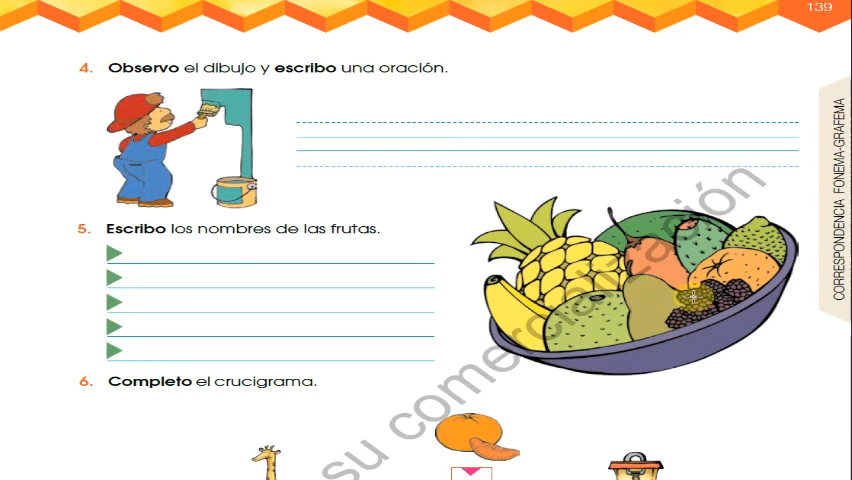 139
4. Observo el dibujo y escribo una oración.
CORRESPONDENCIA FONEMA-GRAFEMA
5. Escribo los nombres de las frutas.
6. Completo el crucigrama.
su comercialización